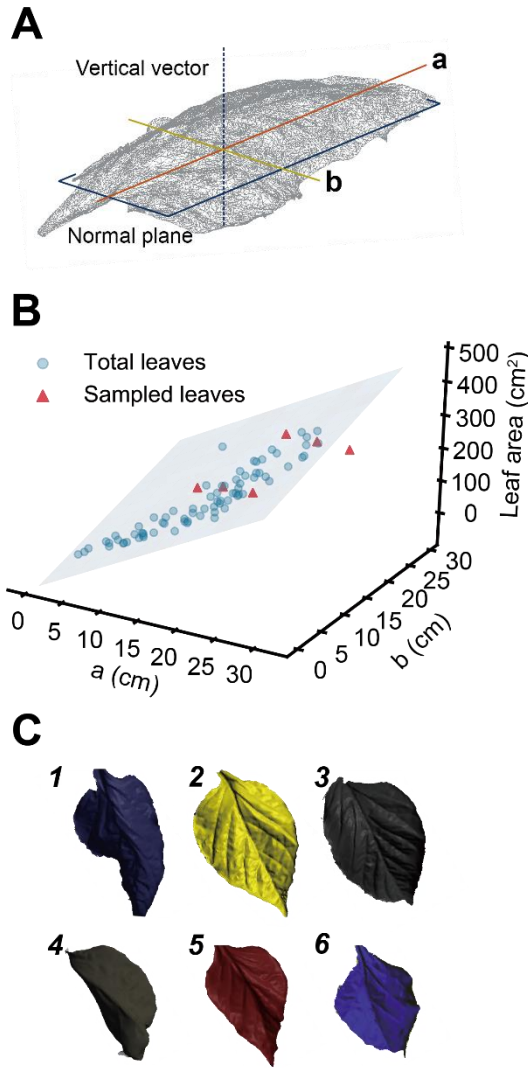 A
Vertical vector
a
b
Normal plane
B
Total leaves
Sampled leaves
500
400
300
200
100
0
Leaf area (cm²)
0
5
10
15
20
25
30
a (cm)
0
5
10
15
20
25
30
b (cm)
C
1
2
3
4
5
6